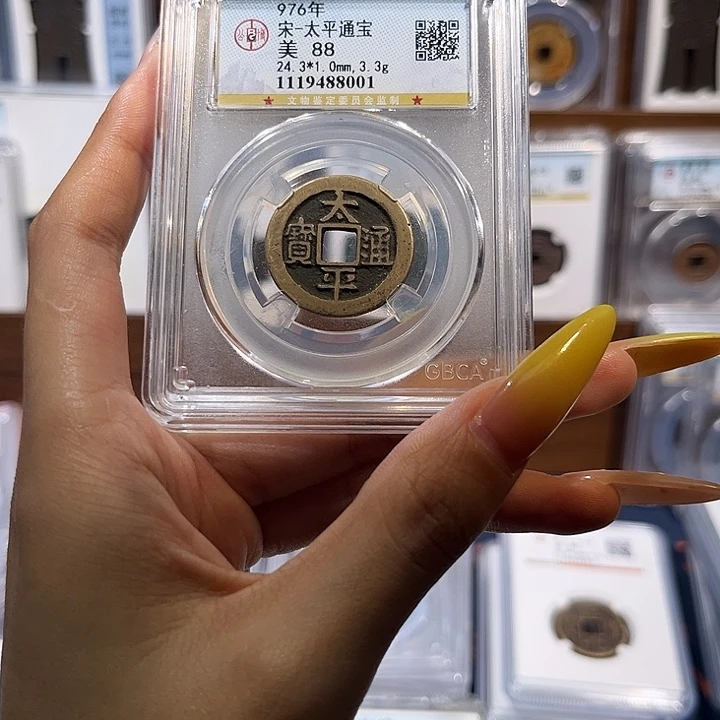 976年
宋-太平通宝
美 88
24.3*1.0mm,3.3g
1119488001
★ 文物鉴定委员会监制 ★
太
寶 通
平
GBCA®